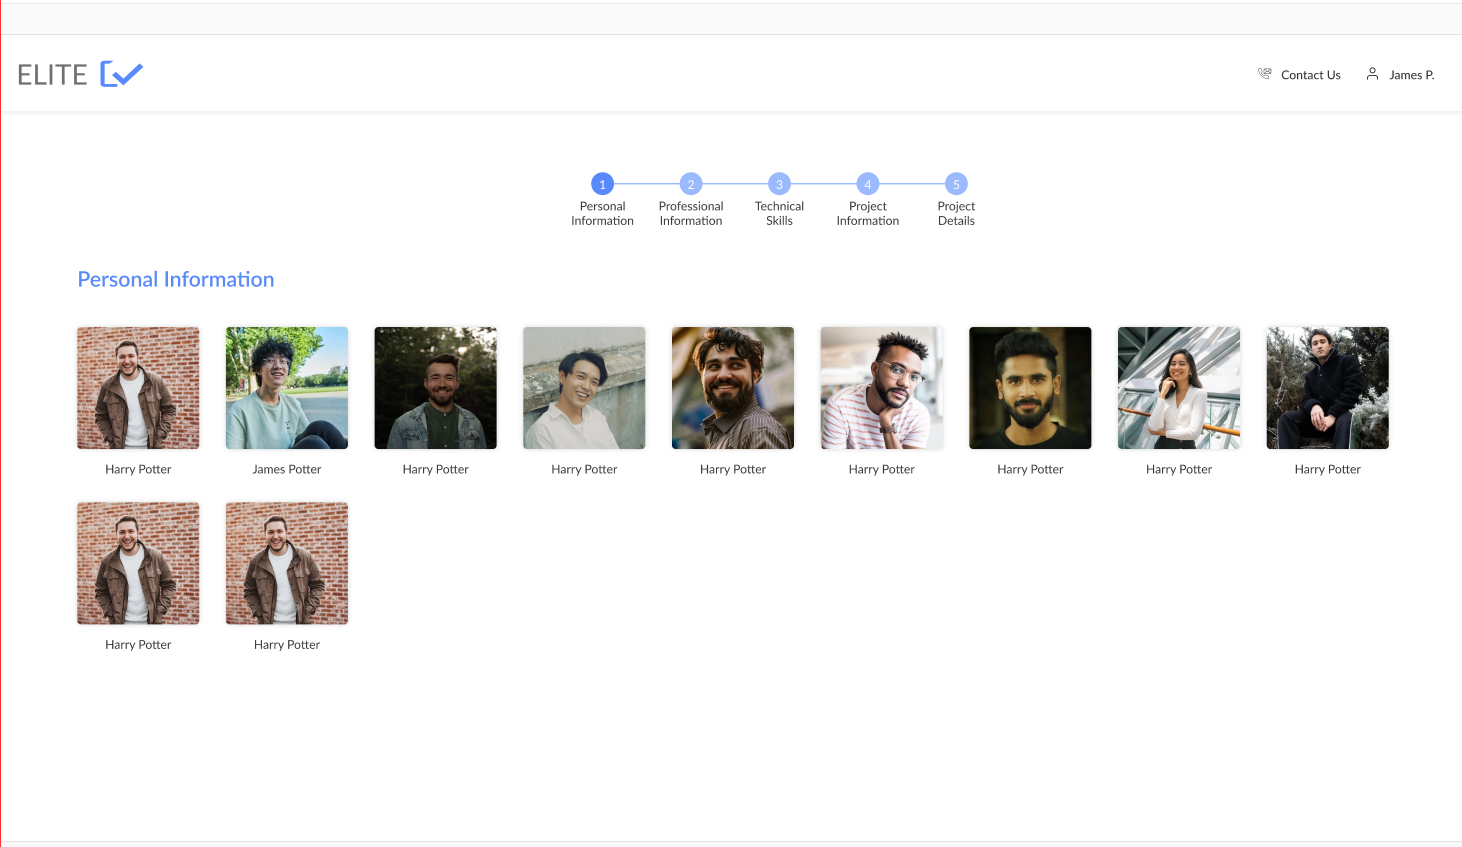 ELITE
Contact Us
James P.
1
2
3
4
5
Personal
Information
Professional
Information
Technical
Skills
Project
Information
Project
Details
Personal Information
Harry Potter
James Potter
Harry Potter
Harry Potter
Harry Potter
Harry Potter
Harry Potter
Harry Potter
Harry Potter
Harry Potter
Harry Potter